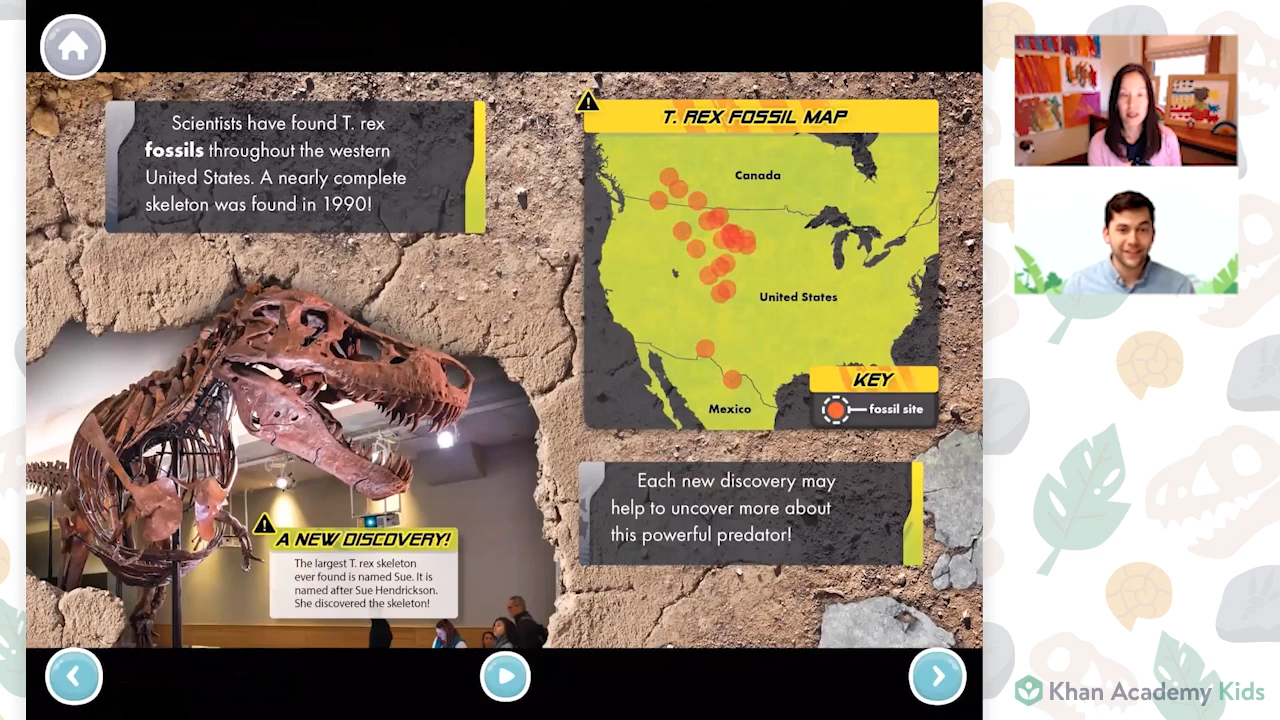 Scientists have found T. rex
fossils throughout the western
United States. A nearly complete
skeleton was found in 1990!
A NEW DISCOVERY!
The largest T. rex skeleton
ever found is named Sue. It is
named after Sue Hendrickson.
She discovered the skeleton!
T. REX FOSSIL MAP
Canada
United States
Mexico
KEY
fossil site
Each new discovery may
help to uncover more about
this powerful predator!
Khan Academy Kids